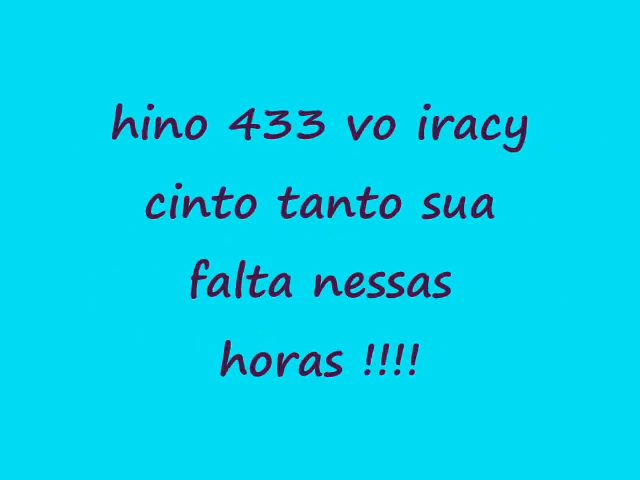 hino 433 vo iracy
cinto tanto sua
falta nessas
horas !!!!